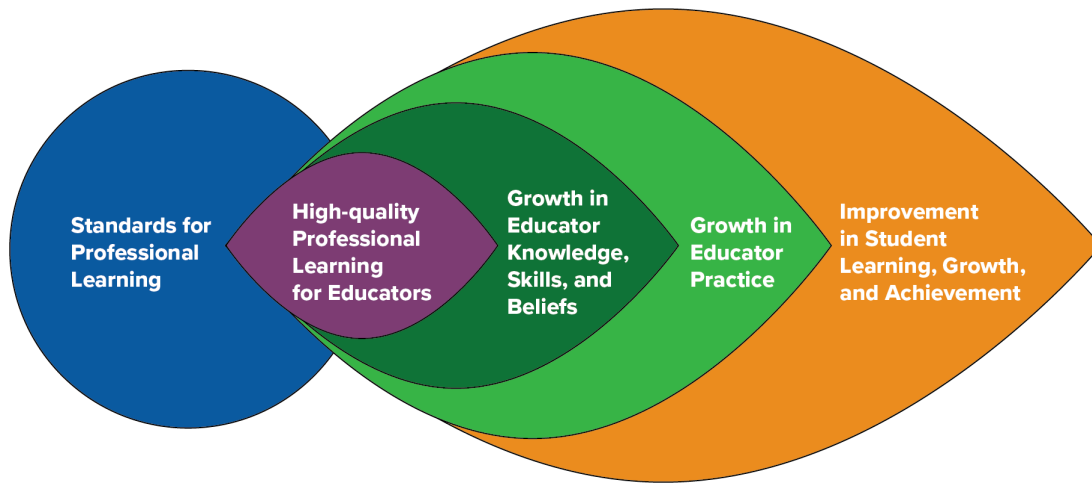 Standards for
Professional
Learning
High-quality
Professional
Learning
for Educators
Growth in
Educator
Knowledge,
Skills, and
Beliefs
Growth in
Educator
Practice
Improvement
in Student
Learning, Growth,
and Achievement